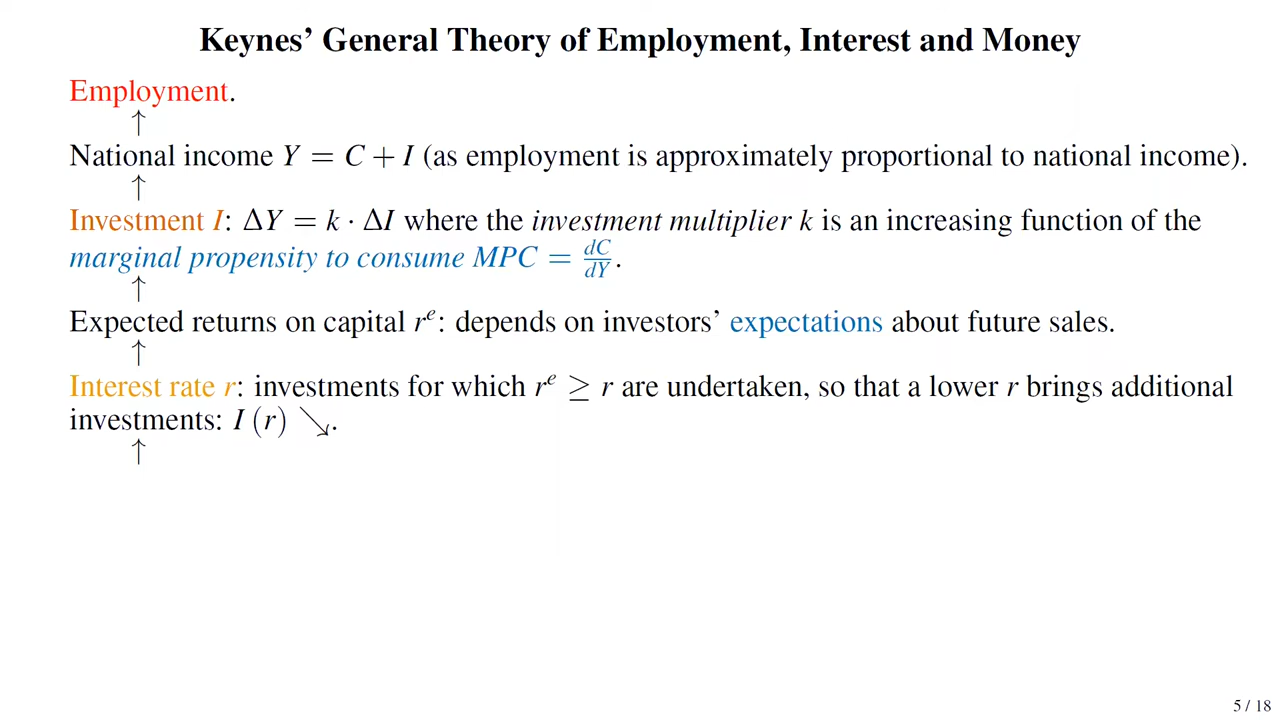 Keynes’ General Theory of Employment, Interest and Money
Employment.
↑
National income Y = C + I (as employment is approximately proportional to national income).
↑
Investment I: ΔY = k · ΔI where the investment multiplier k is an increasing function of the
marginal propensity to consume MPC = dC/dY.
↑
Expected returns on capital rᵉ: depends on investors’ expectations about future sales.
↑
Interest rate r: investments for which rᵉ ≥ r are undertaken, so that a lower r brings additional
investments: I (r) ↘.
↑
5 / 18